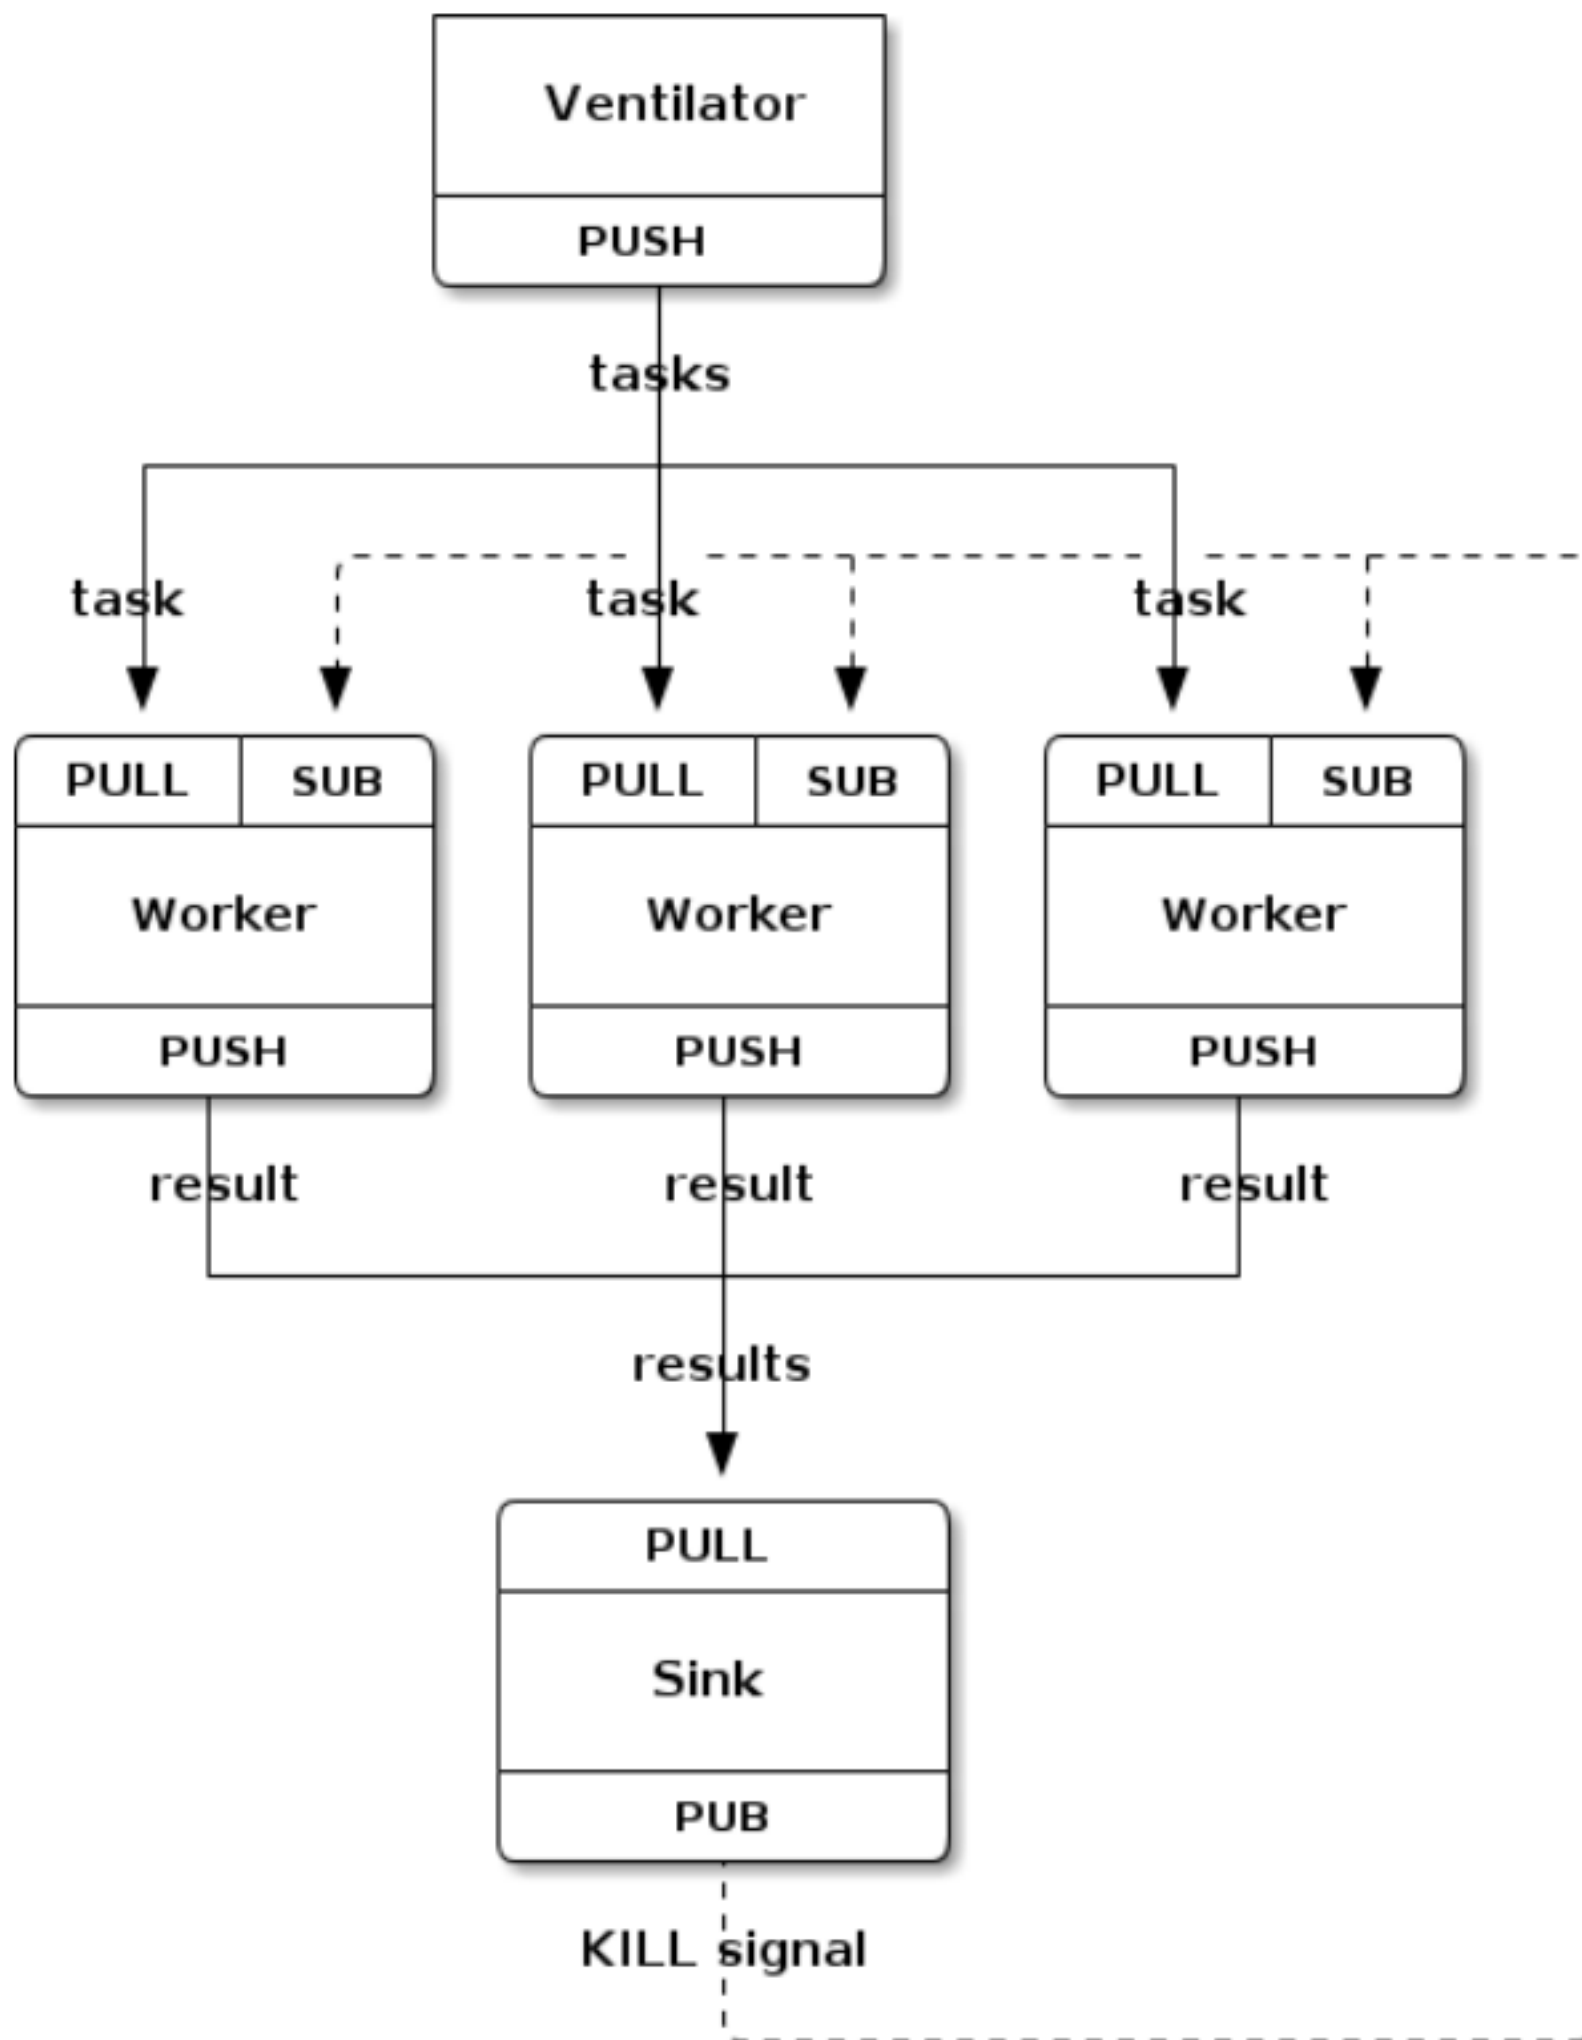 Ventilator
PUSH
tasks
task task task
PULL SUB PULL SUB PULL SUB
Worker Worker Worker
PUSH PUSH PUSH
result result result
results
PULL
Sink
PUB
KILL signal